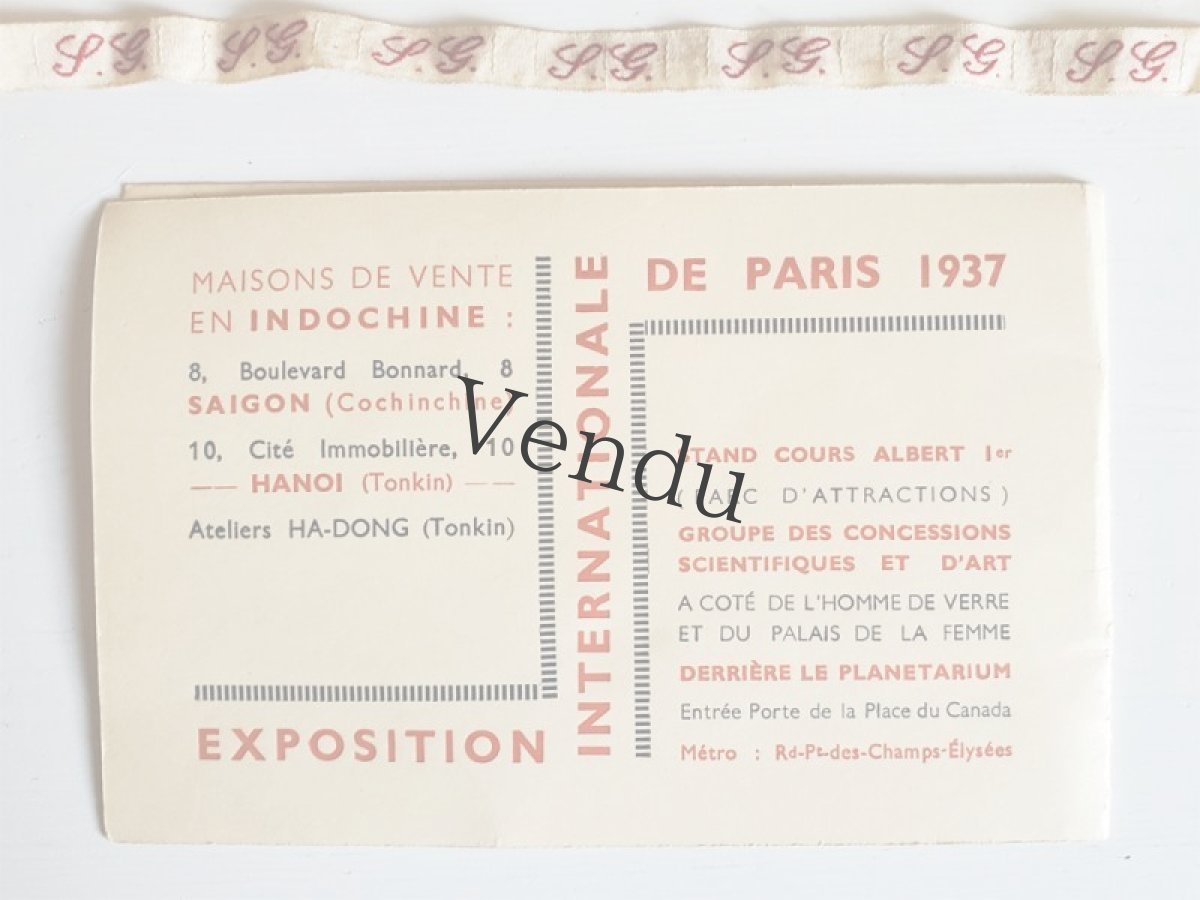 S.G. S.G. S.G. S.G. S.G. S.G. S.G.
MAISONS DE VENTE
EN INDOCHINE :
8, Boulevard Bonnard, 8
SAIGON (Cochinchine)
10, Cité Immobilière, 10
HANOI (Tonkin)
Ateliers HA-DONG (Tonkin)
EXPOSITION
INTERNATIONALE
DE PARIS 1937
STAND COURS ALBERT 1er
(PARC D'ATTRACTIONS)
GROUPE DES CONCESSIONS
SCIENTIFIQUES ET D'ART
A COTÉ DE L'HOMME DE VERRE
ET DU PALAIS DE LA FEMME
DERRIÈRE LE PLANETARIUM
Entrée Porte de la Place du Canada
Métro : Rd-Pt-des-Champs-Élysées
Vendu